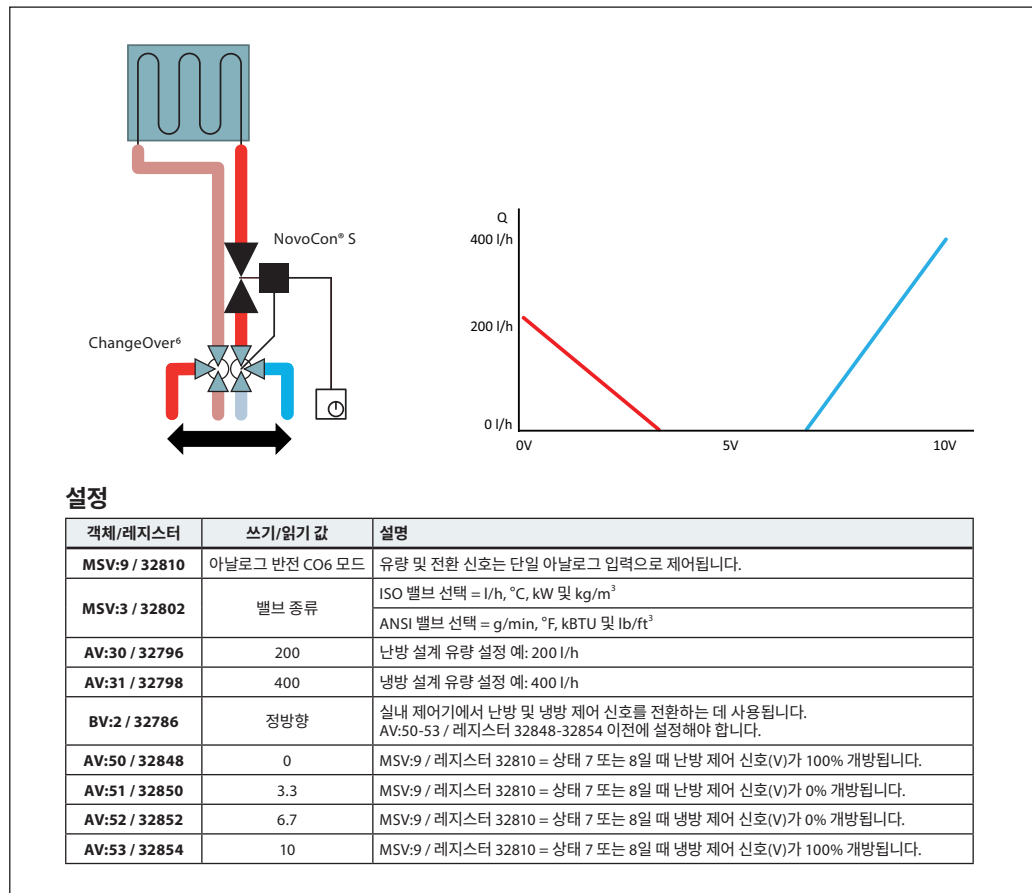 NovoCon® S
ChangeOver⁶
Q
400 l/h
200 l/h
0 l/h
0V
5V
10V
설정
객체/레지스터 쓰기/읽기 값 설명
MSV:9 / 32810 아날로그 반전 CO6 모드 유량 및 전환 신호는 단일 아날로그 입력으로 제어됩니다.
MSV:3 / 32802 밸브 종류 ISO 밸브 선택 = l/h, °C, kW 및 kg/m³
ANSI 밸브 선택 = g/min, °F, kBTU 및 lb/ft³
AV:30 / 32796 200 난방 설계 유량 설정 예: 200 l/h
AV:31 / 32798 400 냉방 설계 유량 설정 예: 400 l/h
BV:2 / 32786 정방향 실내 제어기에서 난방 및 냉방 제어 신호를 전환하는 데 사용됩니다.
AV:50-53 / 레지스터 32848-32854 이전에 설정해야 합니다.
AV:50 / 32848 0 MSV:9 / 레지스터 32810 = 상태 7 또는 8일 때 난방 제어 신호(V)가 100% 개방됩니다.
AV:51 / 32850 3.3 MSV:9 / 레지스터 32810 = 상태 7 또는 8일 때 난방 제어 신호(V)가 0% 개방됩니다.
AV:52 / 32852 6.7 MSV:9 / 레지스터 32810 = 상태 7 또는 8일 때 냉방 제어 신호(V)가 0% 개방됩니다.
AV:53 / 32854 10 MSV:9 / 레지스터 32810 = 상태 7 또는 8일 때 냉방 제어 신호(V)가 100% 개방됩니다.